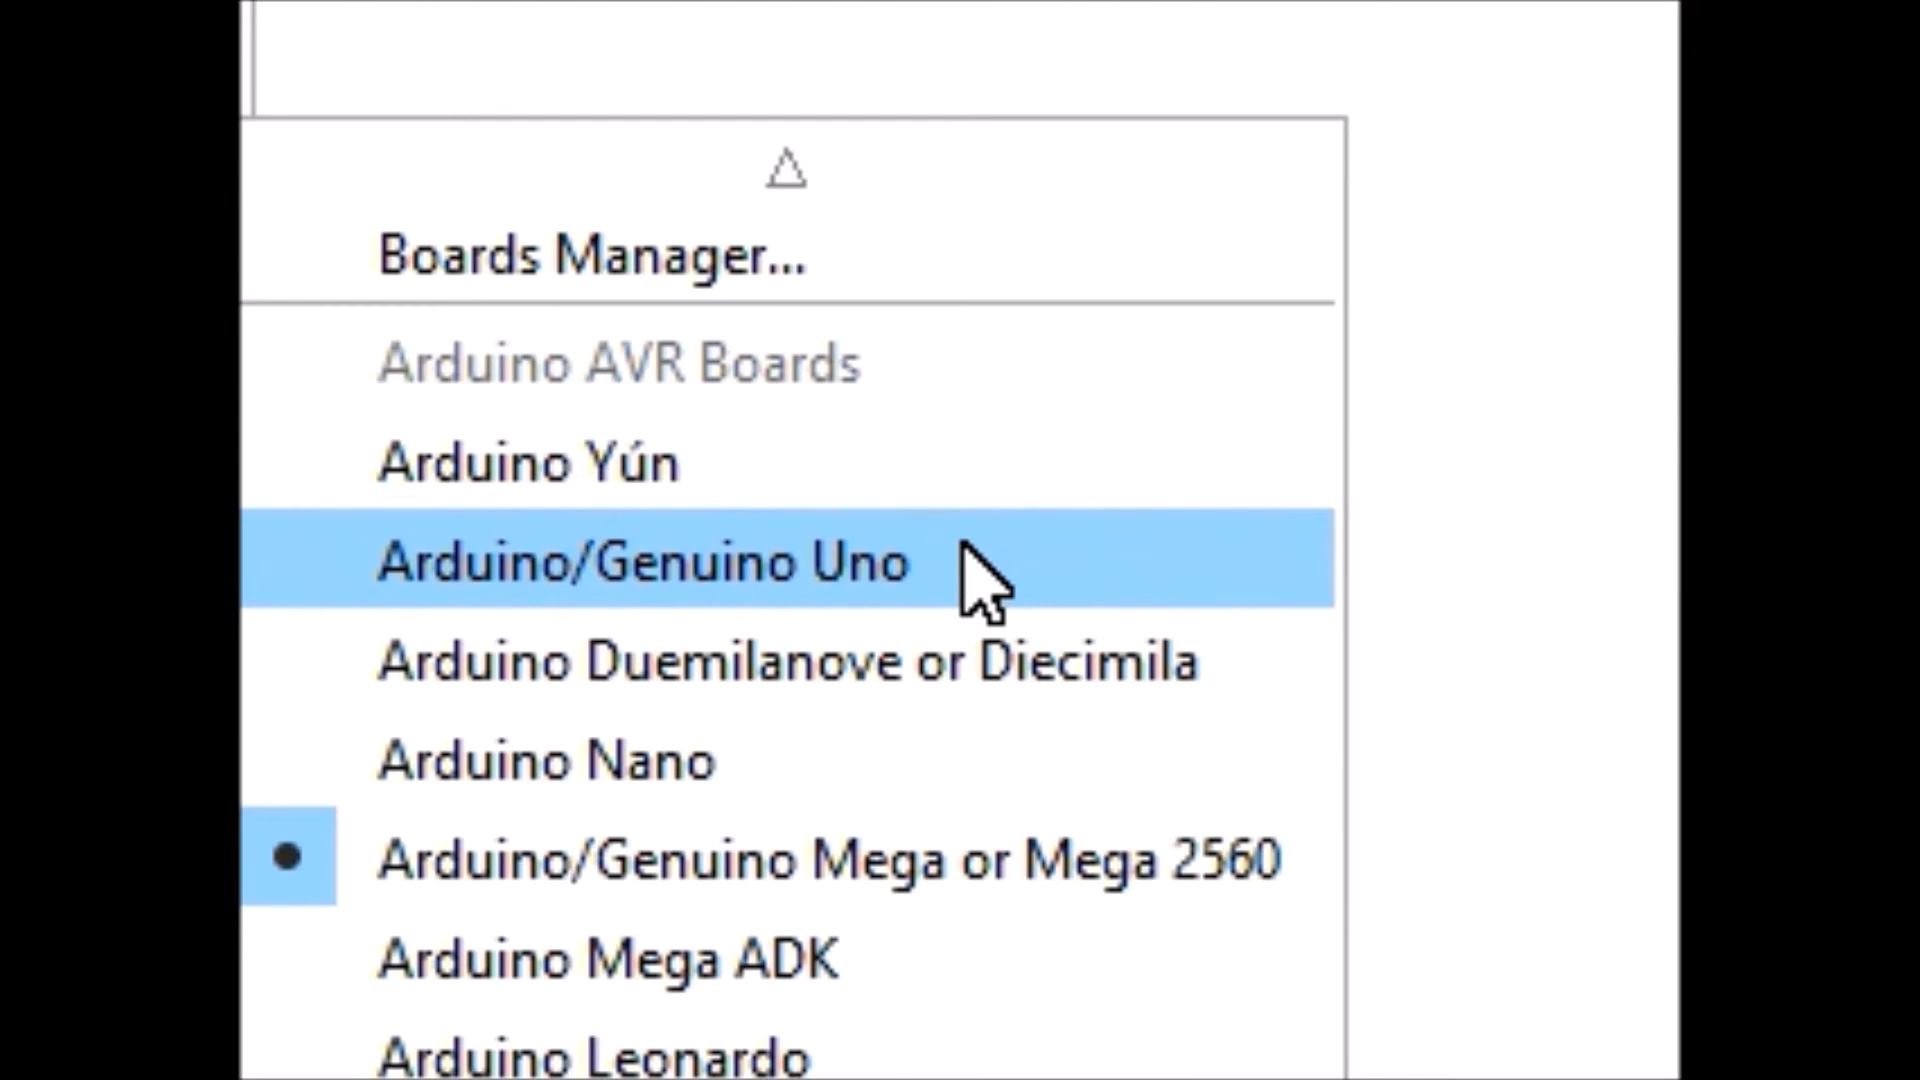 Boards Manager...
Arduino AVR Boards
Arduino Yún
Arduino/Genuino Uno
Arduino Duemilanove or Diecimila
Arduino Nano
Arduino/Genuino Mega or Mega 2560
Arduino Mega ADK
Arduino Leonardo